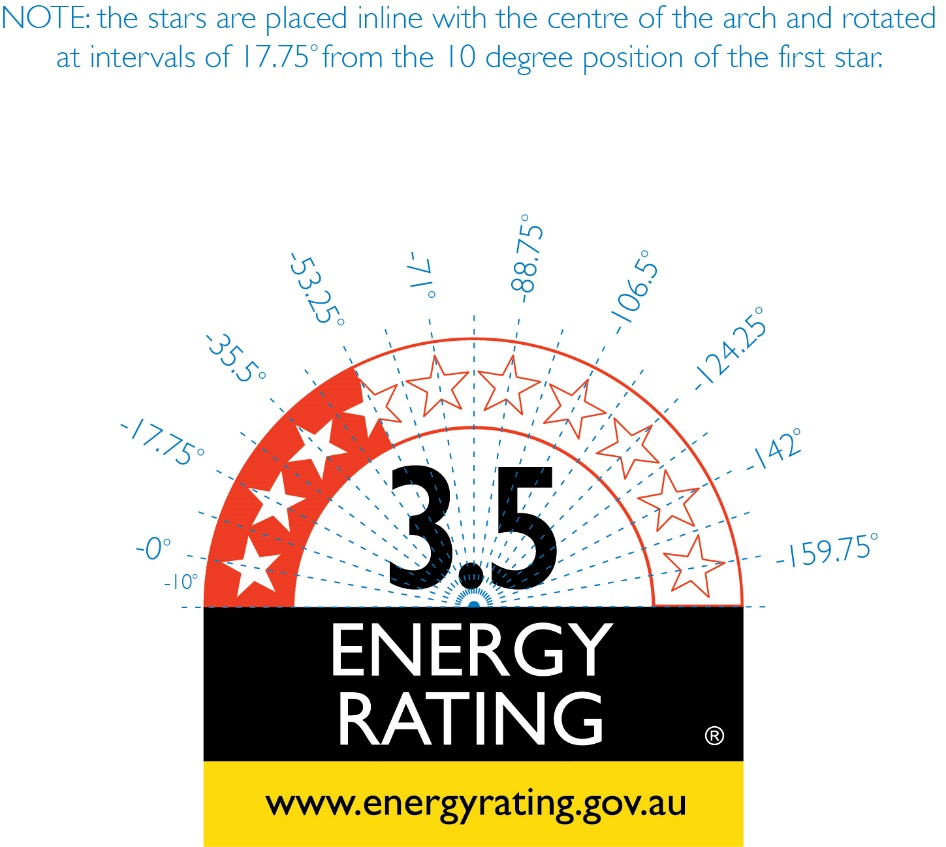 NOTE: the stars are placed inline with the centre of the arch and rotated
at intervals of 17.75° from the 10 degree position of the first star.
-88.75°
-71°
-53.25°
-106.5°
-35.5°
-124.25°
-17.75°
-142°
-0°
-159.75°
-10°
3.5
ENERGY
RATING
®
www.energyrating.gov.au